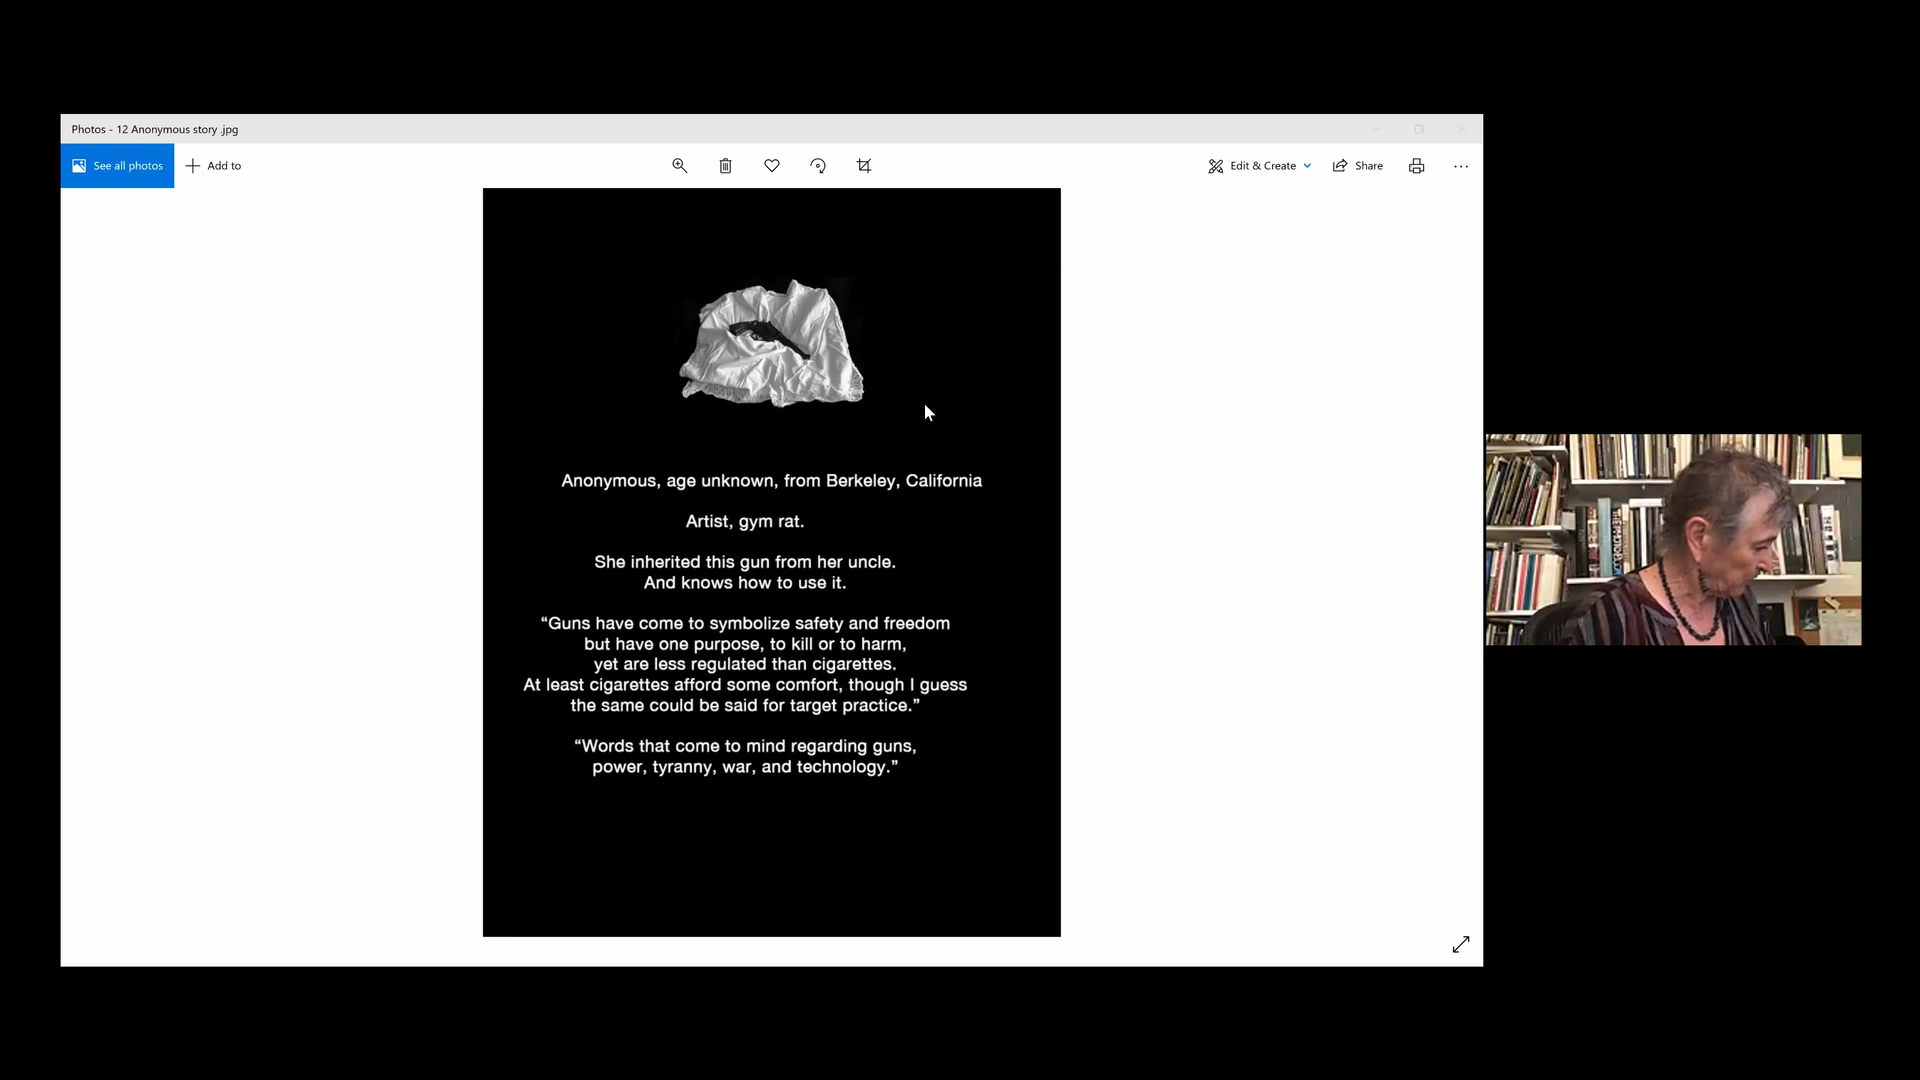 Photos - 12 Anonymous story .jpg
See all photos
Add to
Edit & Create
Share
Anonymous, age unknown, from Berkeley, California
Artist, gym rat.
She inherited this gun from her uncle.
And knows how to use it.
“Guns have come to symbolize safety and freedom
but have one purpose, to kill or to harm,
yet are less regulated than cigarettes.
At least cigarettes afford some comfort, though I guess
the same could be said for target practice.”
“Words that come to mind regarding guns,
power, tyranny, war, and technology.”